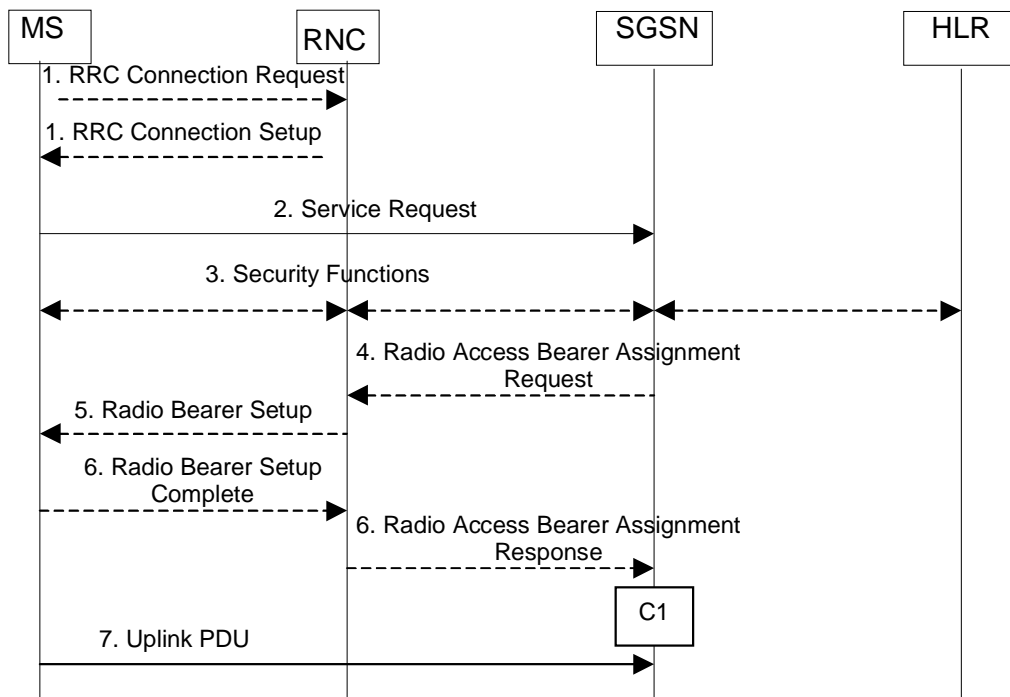 MS
RNC
SGSN
HLR
1. RRC Connection Request
1. RRC Connection Setup
2. Service Request
3. Security Functions
4. Radio Access Bearer Assignment
Request
5. Radio Bearer Setup
6. Radio Bearer Setup
Complete
6. Radio Access Bearer Assignment
Response
C1
7. Uplink PDU